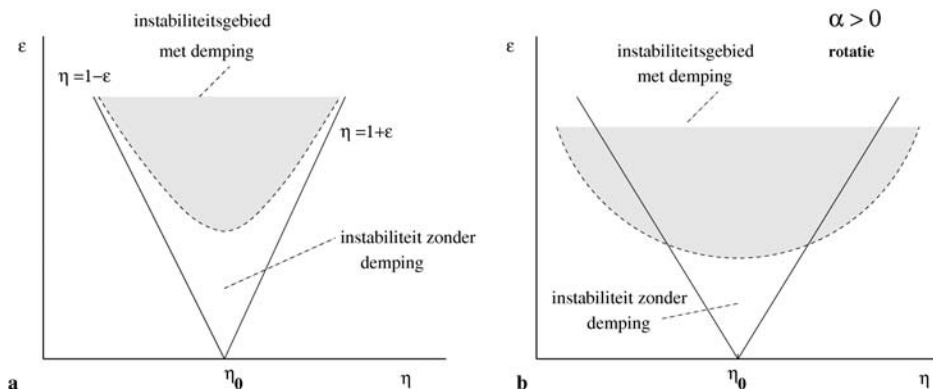 instabiliteitsgebied
met demping
ε
η =1−ε
η =1+ε
instabiliteit zonder
demping
a
η0
η
α > 0
rotatie
instabiliteitsgebied
met demping
ε
instabiliteit zonder
demping
b
η0
η